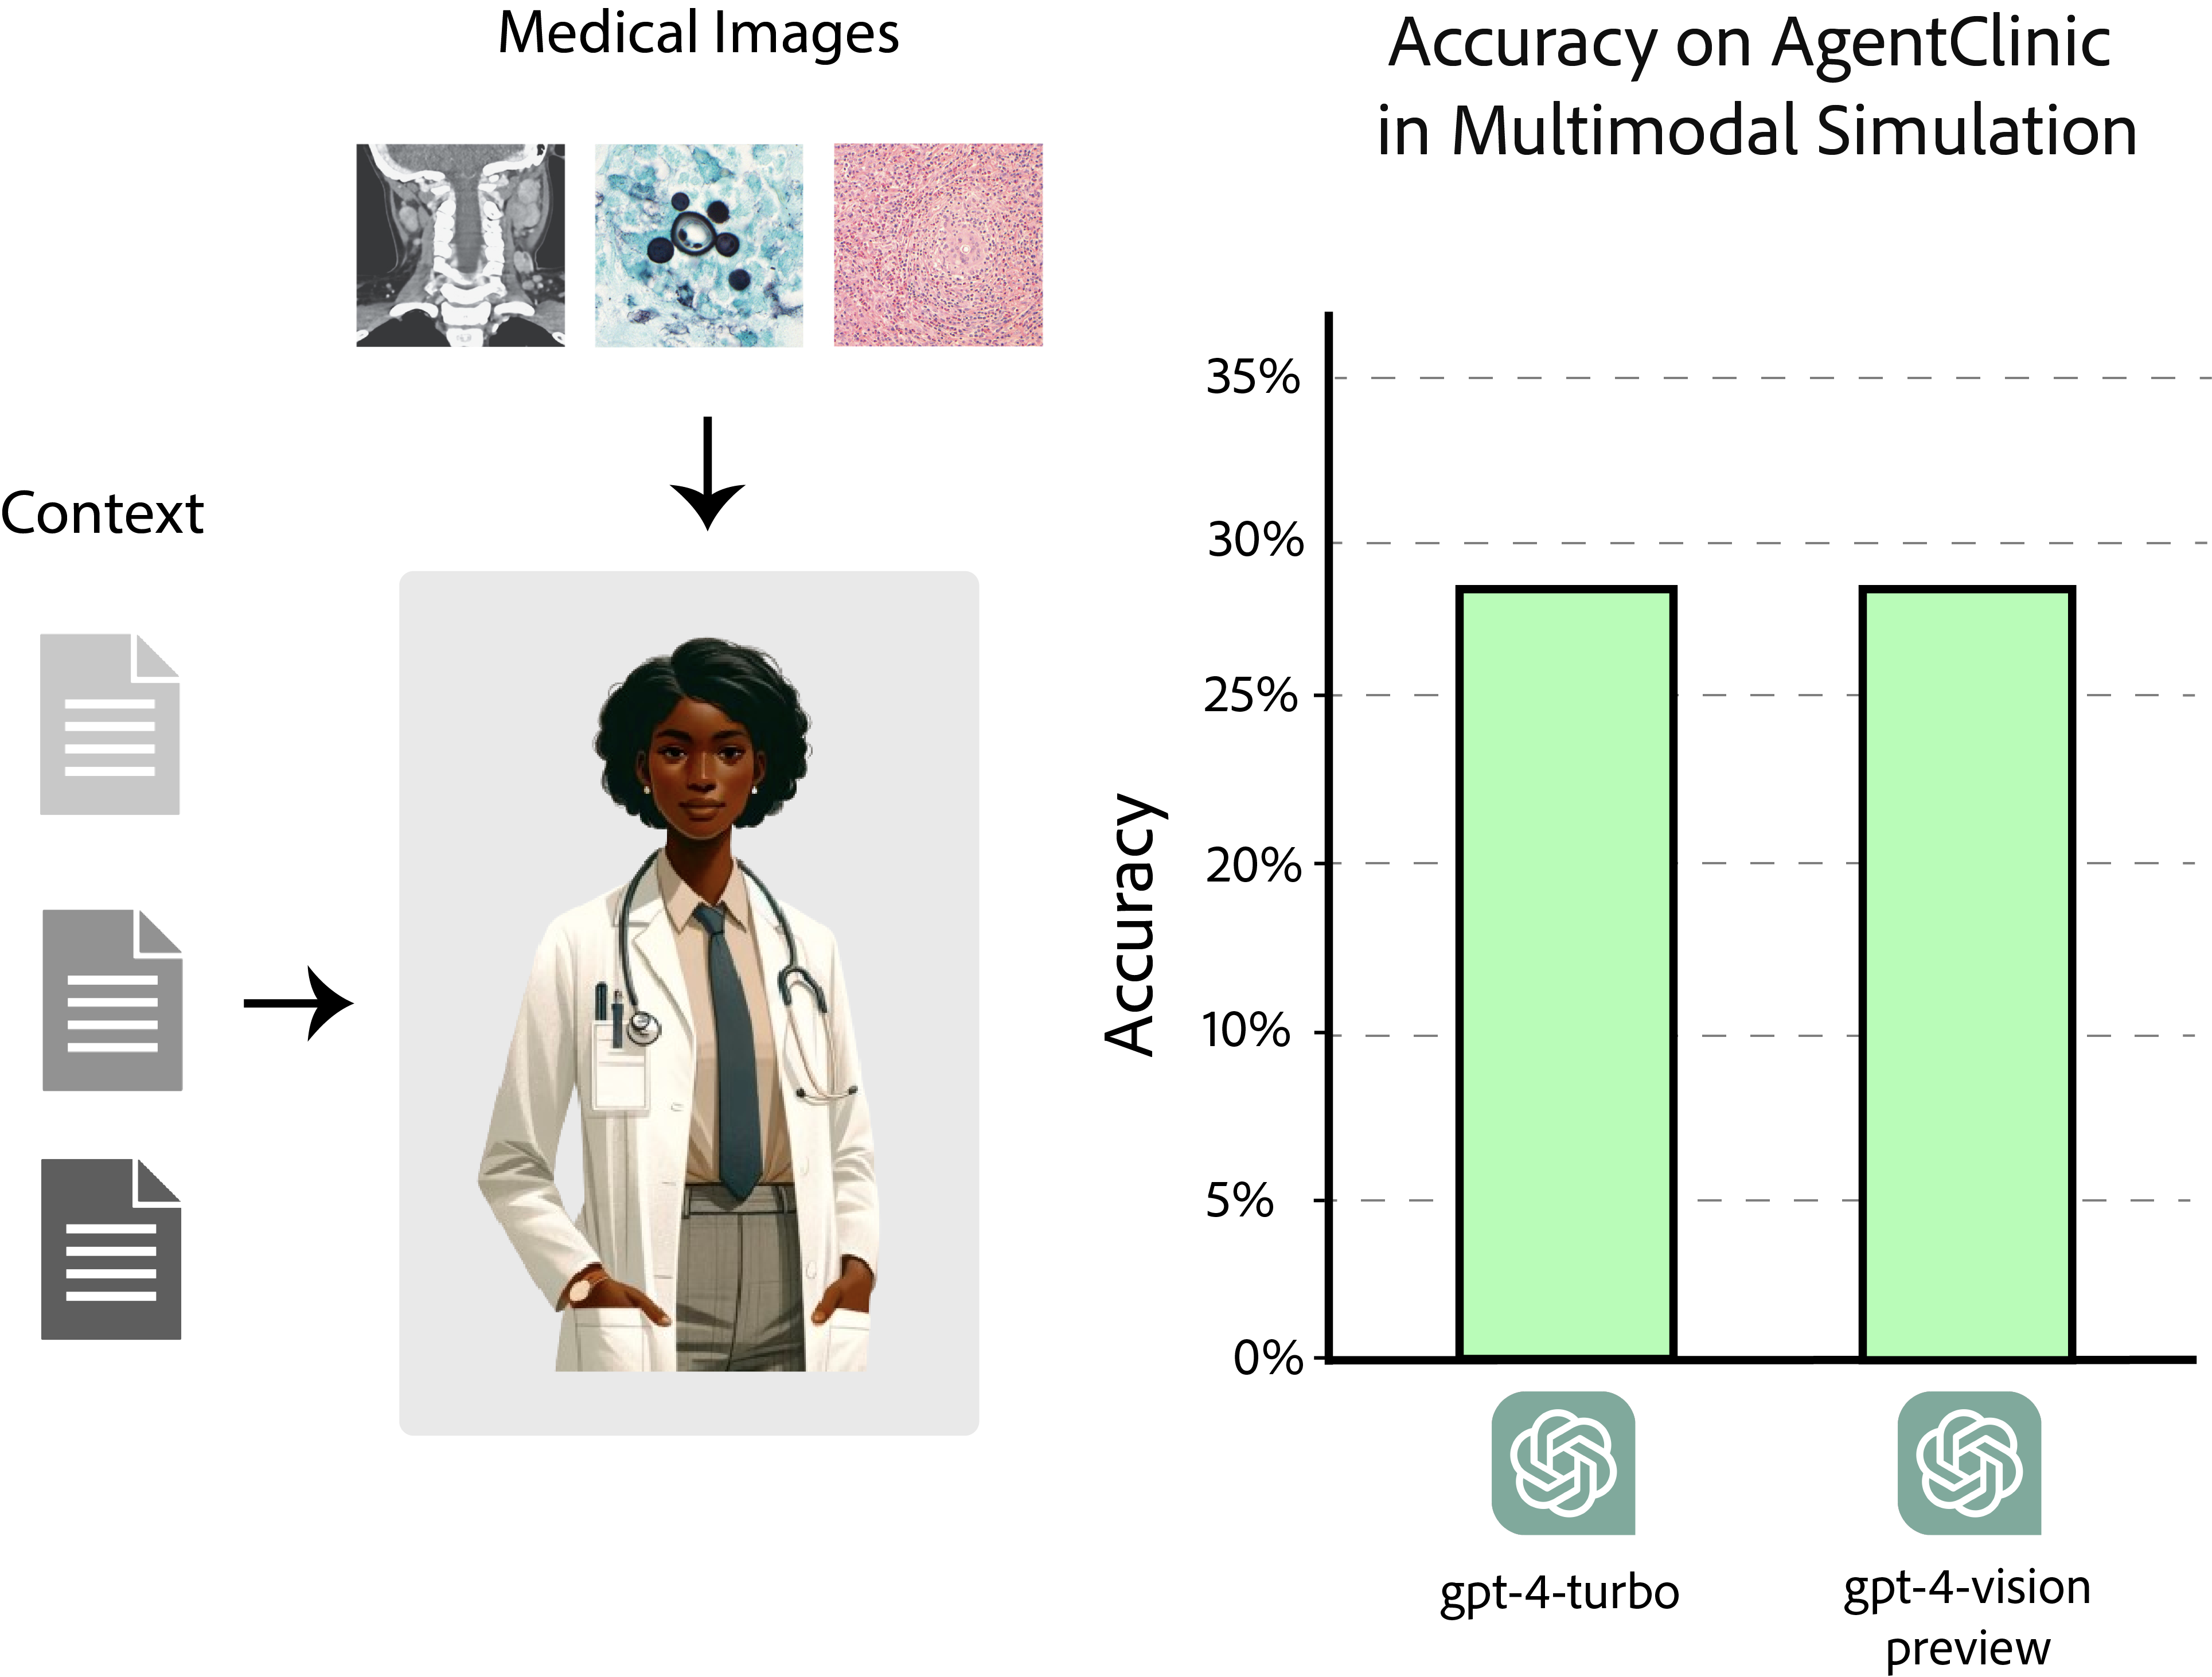 Medical Images
Context
Accuracy on AgentClinic
in Multimodal Simulation
Accuracy
35%
30%
25%
20%
10%
5%
0%
gpt-4-turbo
gpt-4-vision
preview